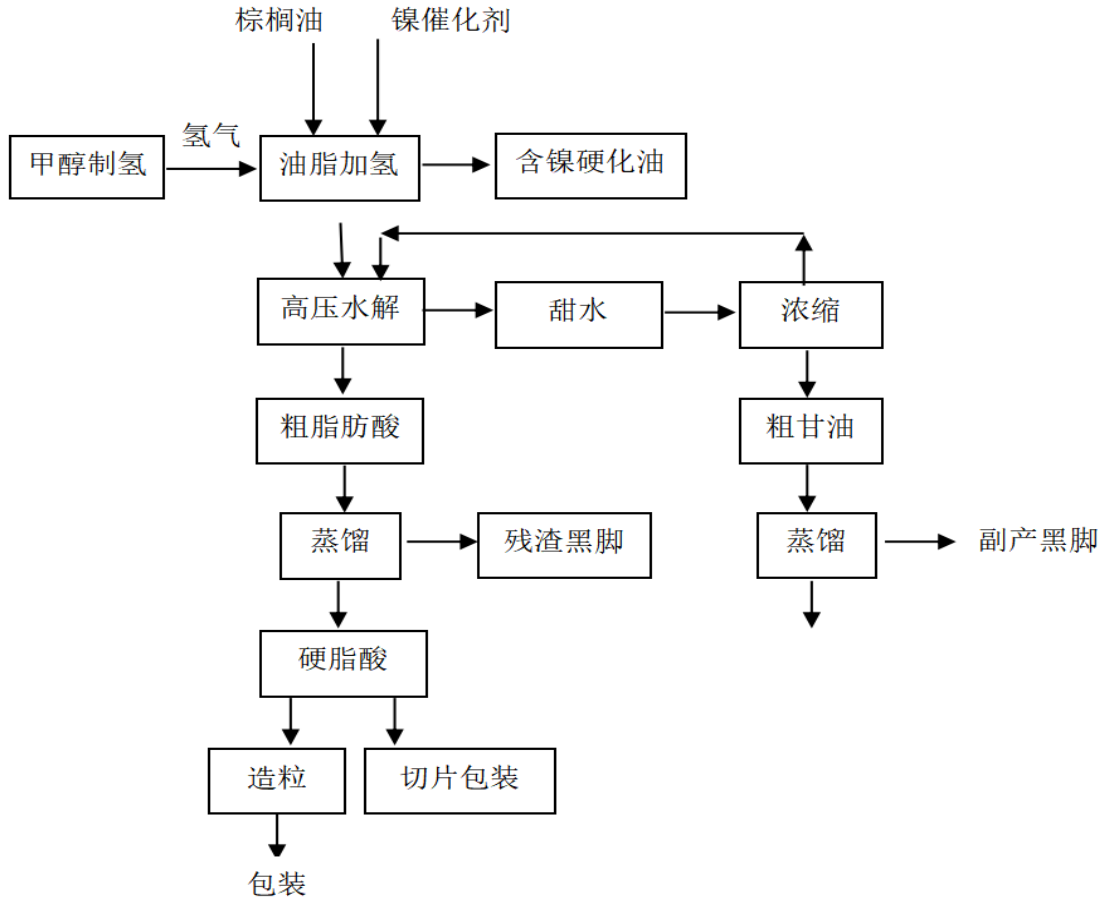 棕榈油
镍催化剂
氢气
甲醇制氢
油脂加氢
含镍硬化油
高压水解
甜水
浓缩
粗脂肪酸
粗甘油
蒸馏
残渣黑脚
蒸馏
副产黑脚
硬脂酸
造粒
切片包装
包装